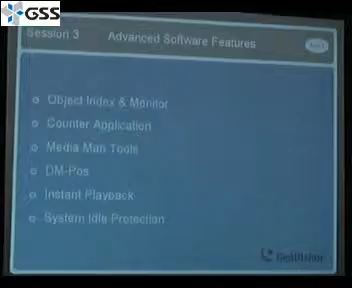 GSS
Session 3 Advanced Software Features
Object Index & Monitor
Counter Application
Media Man Tools
DM-Pos
Instant Playback
System Idle Protection
GeoVision